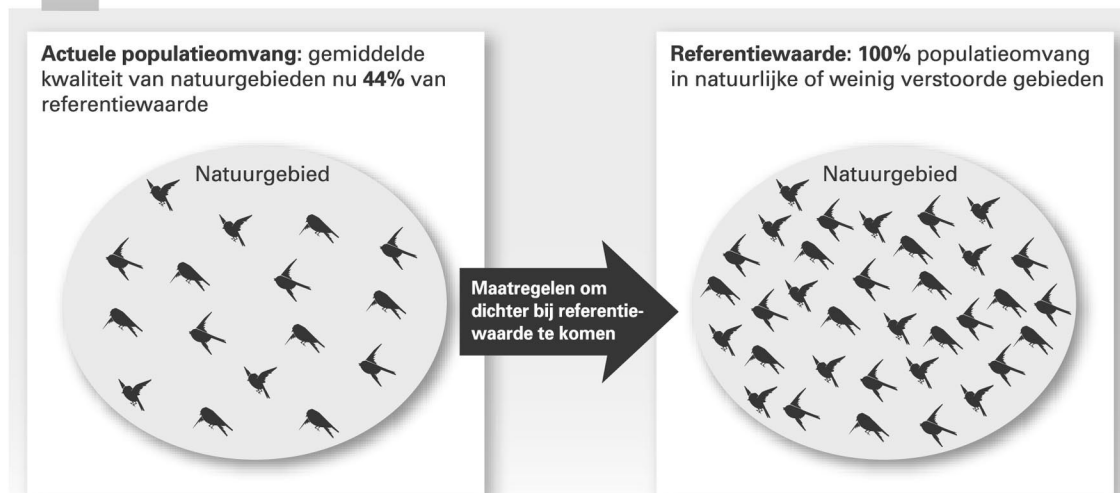 Actuele populatieomvang: gemiddelde
kwaliteit van natuurgebieden nu 44% van
referentiewaarde
Natuurgebied
Maatregelen om
dichter bij referentie-
waarde te komen
Referentiewaarde: 100% populatieomvang
in natuurlijke of weinig verstoorde gebieden
Natuurgebied